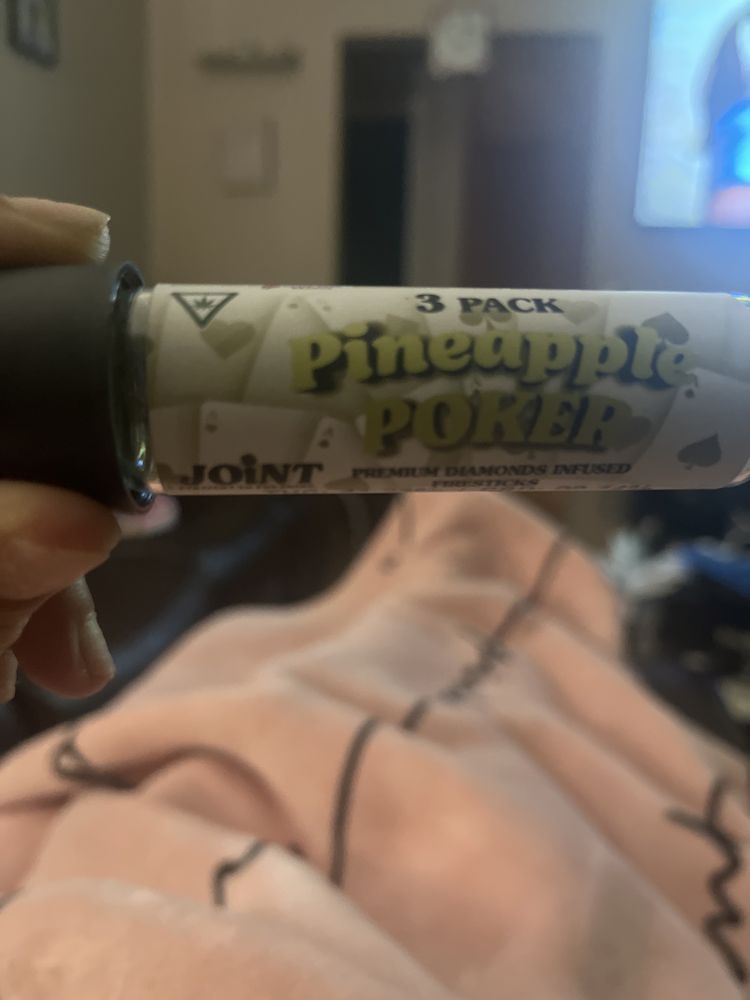 3 PACK
Pineapple
POKER
JOiNT
PREMIUM DIAMONDS INFUSED
FIRESTICKS